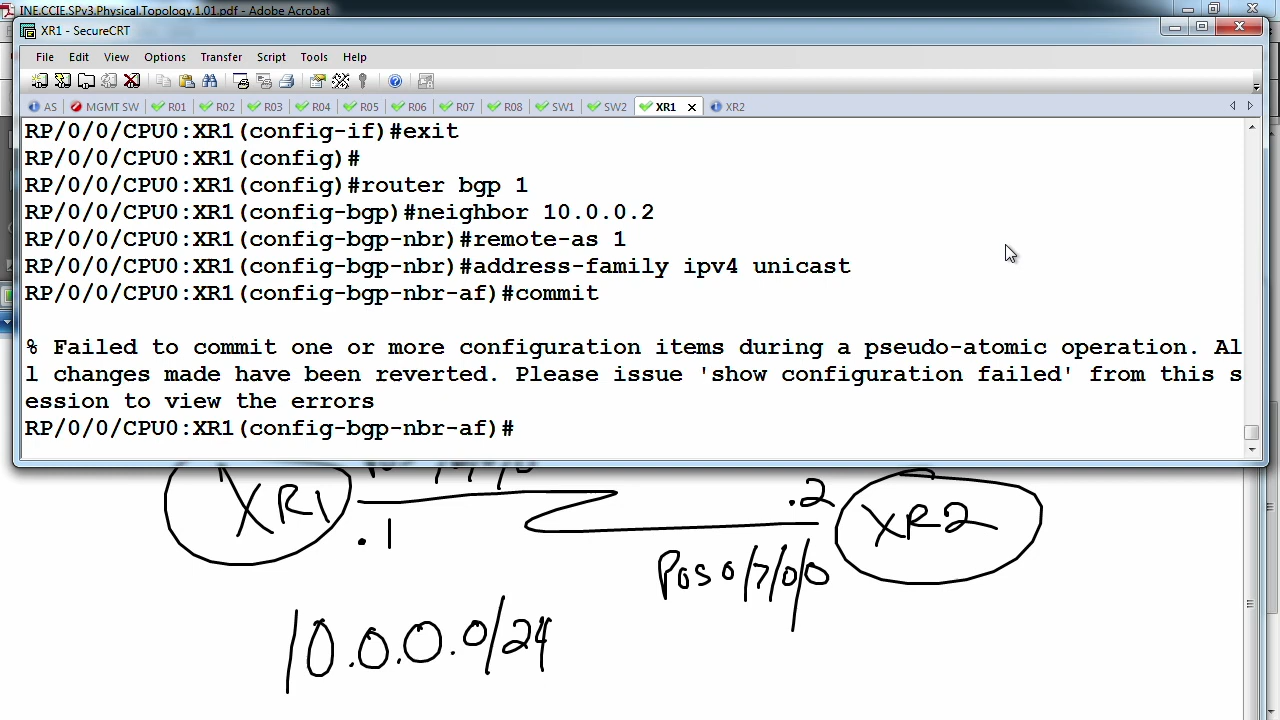 INE.CCIE.SPv3.Physical.Topology.1.01.pdf - Adobe Acrobat
XR1 - SecureCRT
File Edit View Options Transfer Script Tools Help
AS MGMT SW R01 R02 R03 R04 R05 R06 R07 R08 SW1 SW2 XR1 XR2
RP/0/0/CPU0:XR1(config-if)#exit
RP/0/0/CPU0:XR1(config)#
RP/0/0/CPU0:XR1(config)#router bgp 1
RP/0/0/CPU0:XR1(config-bgp)#neighbor 10.0.0.2
RP/0/0/CPU0:XR1(config-bgp-nbr)#remote-as 1
RP/0/0/CPU0:XR1(config-bgp-nbr)#address-family ipv4 unicast
RP/0/0/CPU0:XR1(config-bgp-nbr-af)#commit
% Failed to commit one or more configuration items during a pseudo-atomic operation. Al
l changes made have been reverted. Please issue 'show configuration failed' from this s
ession to view the errors
RP/0/0/CPU0:XR1(config-bgp-nbr-af)#
XR1 .2 XR2
.1
Pos 0/7/0/0
10.0.0.0/24